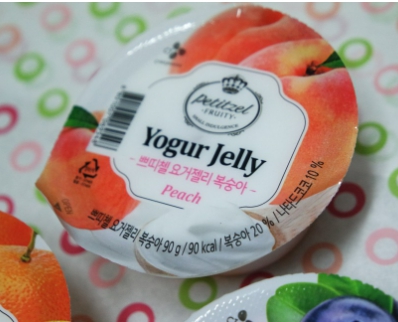 Petitzel
FRUITY
Yogur Jelly
- 쁘띠첼 요거젤리 복숭아 -
Peach
쁘띠첼 요거젤리 복숭아 90 g / 90 kcal / 복숭아 20 % / 나타드코코 10 %